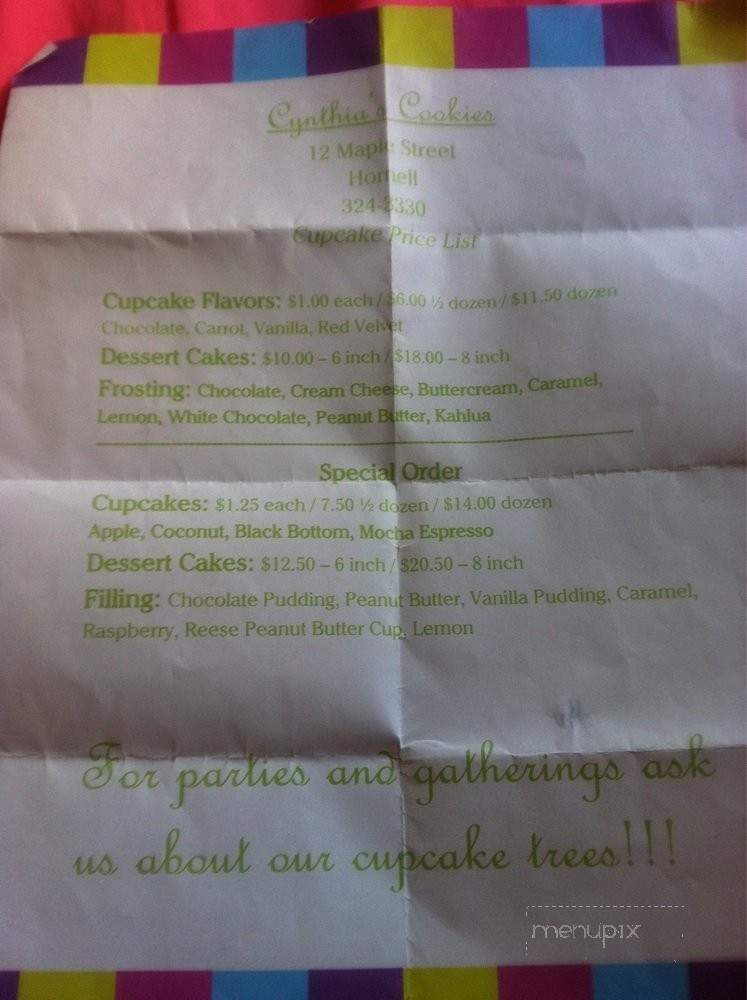 Cynthia's Cookies
12 Maple Street
Hornell
324-3330
Cupcake Price List
Cupcake Flavors: $1.00 each / $6.00 ½ dozen / $11.50 dozen
Chocolate, Carrot, Vanilla, Red Velvet
Dessert Cakes: $10.00 – 6 inch / $18.00 – 8 inch
Frosting: Chocolate, Cream Cheese, Buttercream, Caramel,
Lemon, White Chocolate, Peanut Butter, Kahlua
Special Order
Cupcakes: $1.25 each / 7.50 ½ dozen / $14.00 dozen
Apple, Coconut, Black Bottom, Mocha Espresso
Dessert Cakes: $12.50 – 6 inch / $20.50 – 8 inch
Filling: Chocolate Pudding, Peanut Butter, Vanilla Pudding, Caramel,
Raspberry, Reese Peanut Butter Cup, Lemon
For parties and gatherings ask
us about our cupcake trees!!!
menupix